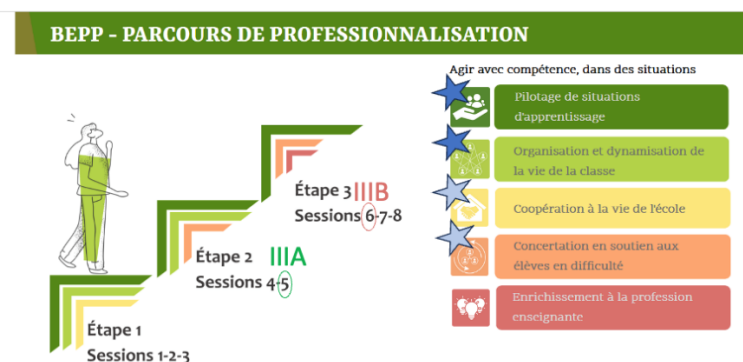 BEPP - PARCOURS DE PROFESSIONNALISATION
Agir avec compétence, dans des situations
Pilotage de situations
d'apprentissage
Organisation et dynamisation de
la vie de la classe
Coopération à la vie de l'école
Concertation en soutien aux
élèves en difficulté
Enrichissement à la profession
enseignante
Étape 3 IIIB
Sessions 6-7-8
Étape 2 IIIA
Sessions 4-5
Étape 1
Sessions 1-2-3